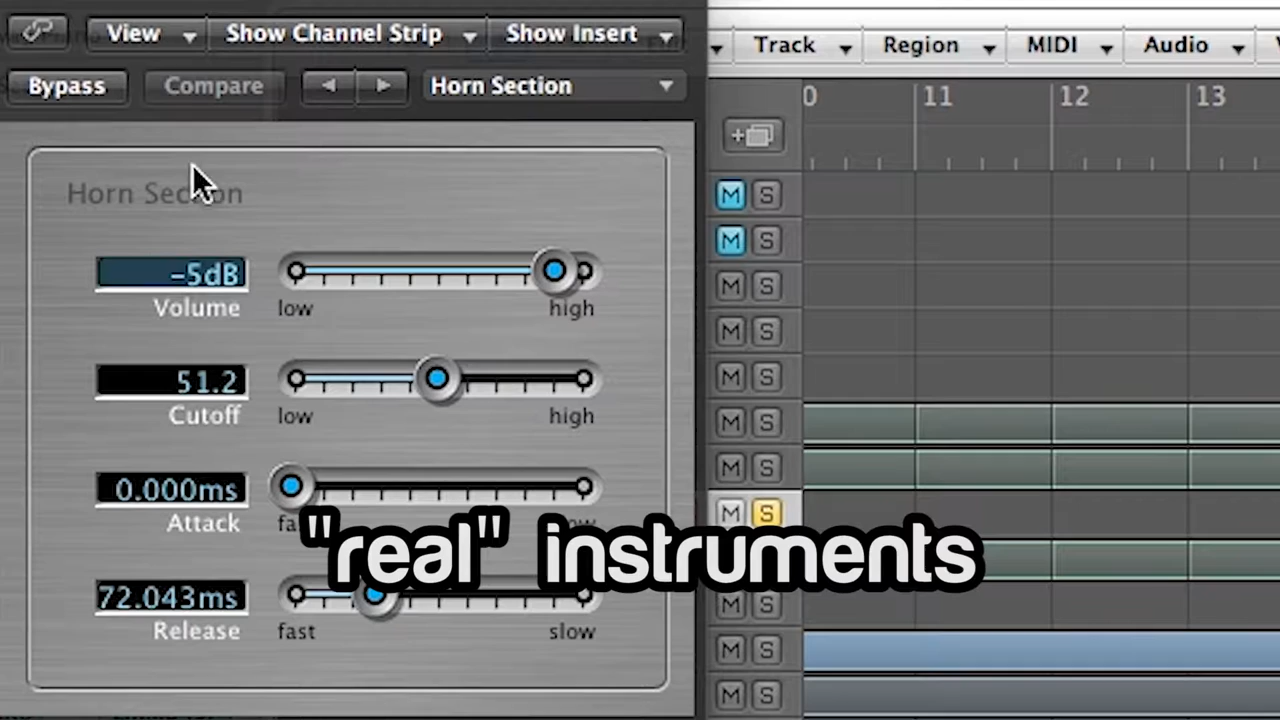 View Show Channel Strip Show Insert
Track Region MIDI Audio
Bypass Compare Horn Section
11 12 13
Horn Section
M S
M S
M S
M S
M S
M S
M S
M S
M S
M S
M S
-5dB
Volume low high
51.2
Cutoff low high
0.000ms
Attack
"real" instruments
72.043ms
Release fast slow